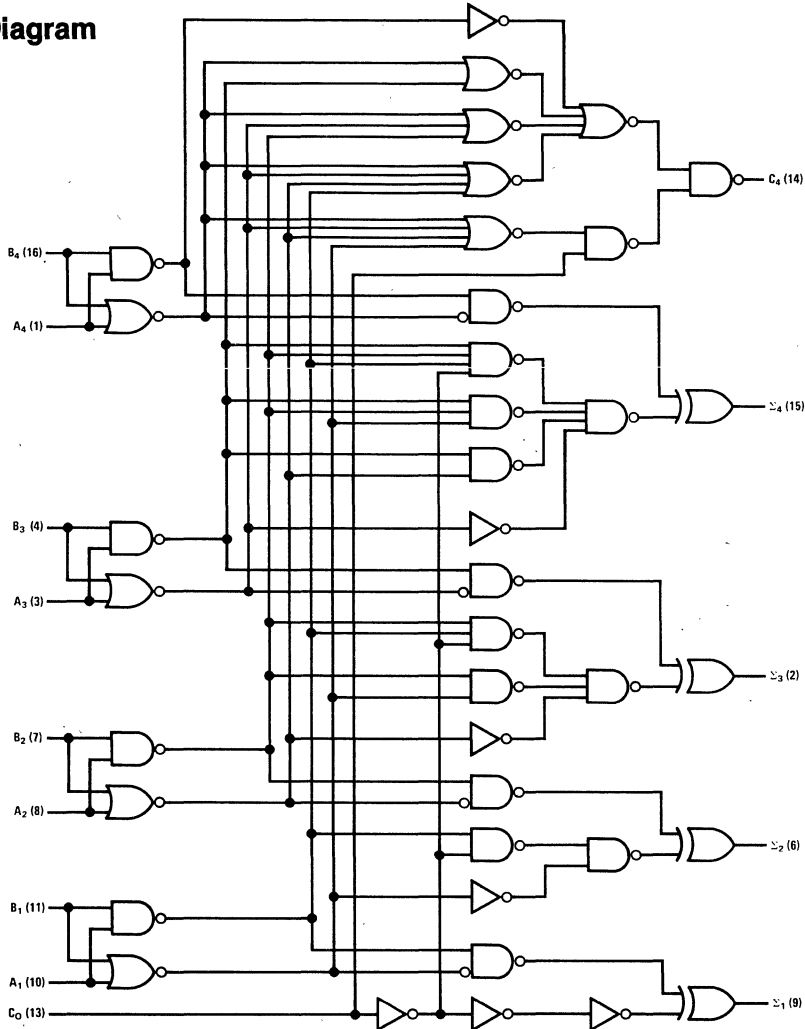 Diagram
C4 (14)
B4 (16)
A4 (1)
Σ4 (15)
B3 (4)
A3 (3)
Σ3 (2)
B2 (7)
A2 (8)
Σ2 (6)
B1 (11)
A1 (10)
C0 (13)
Σ1 (9)